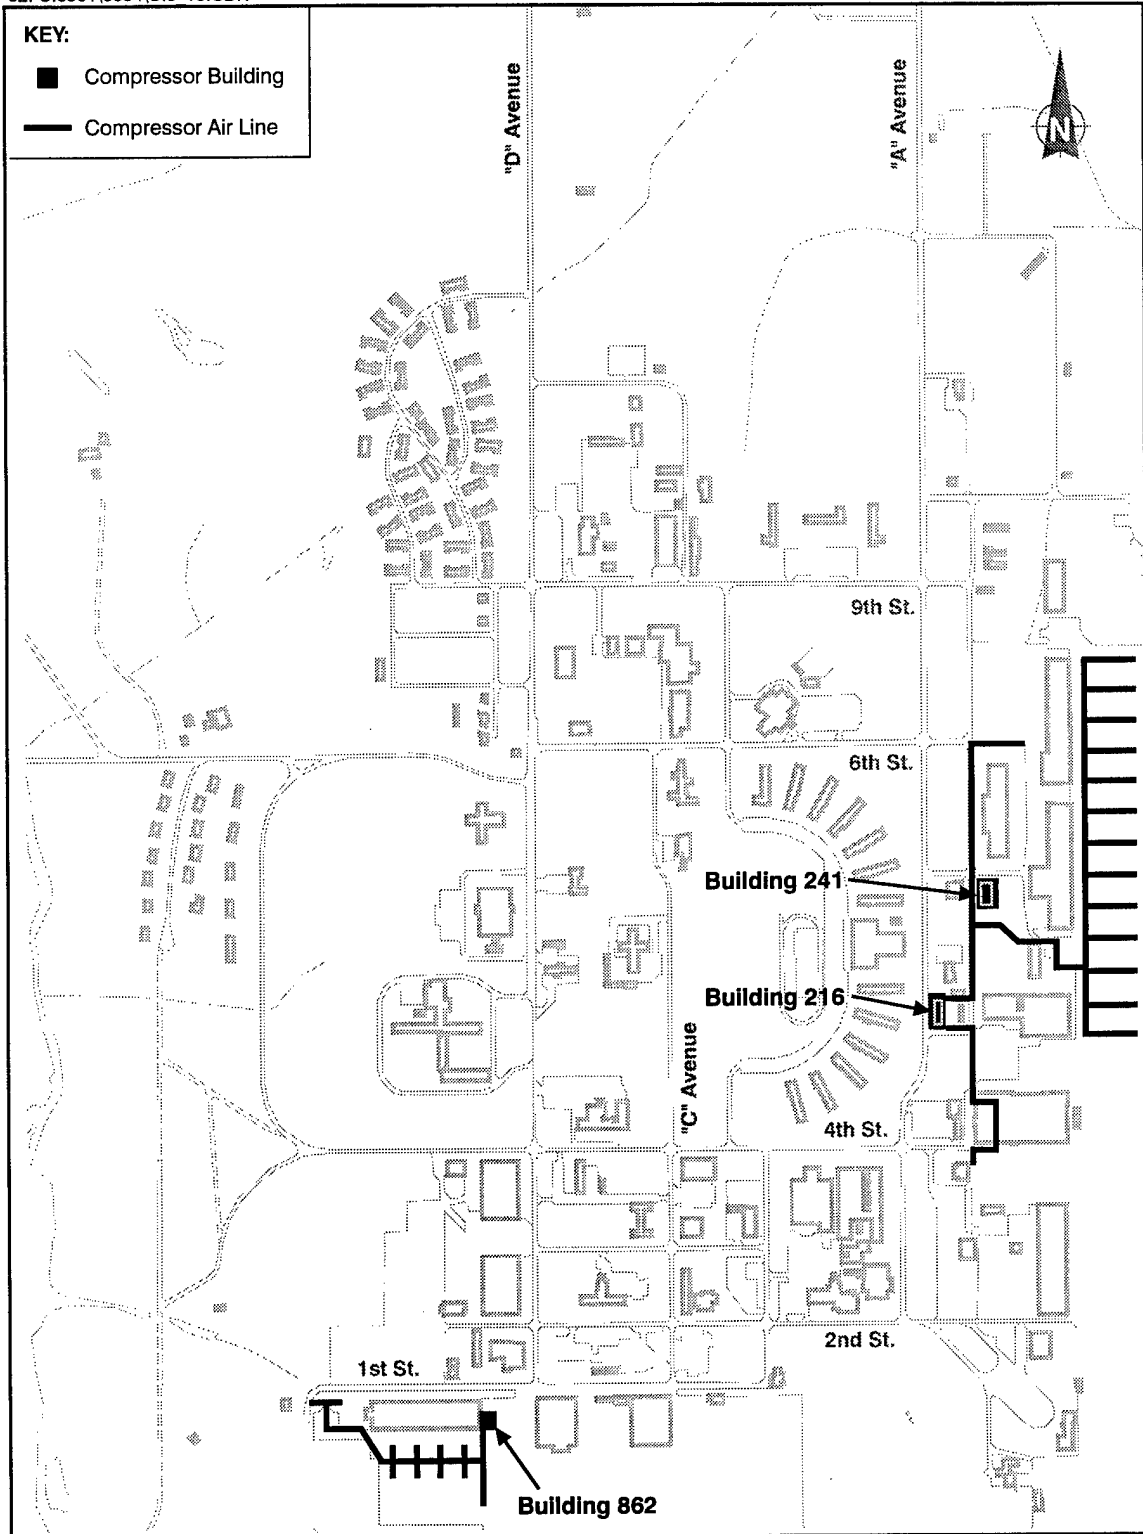 KEY:
Compressor Building
Compressor Air Line
"D" Avenue
"A" Avenue
N
9th St.
6th St.
Building 241
Building 216
"C" Avenue
4th St.
2nd St.
1st St.
Building 862